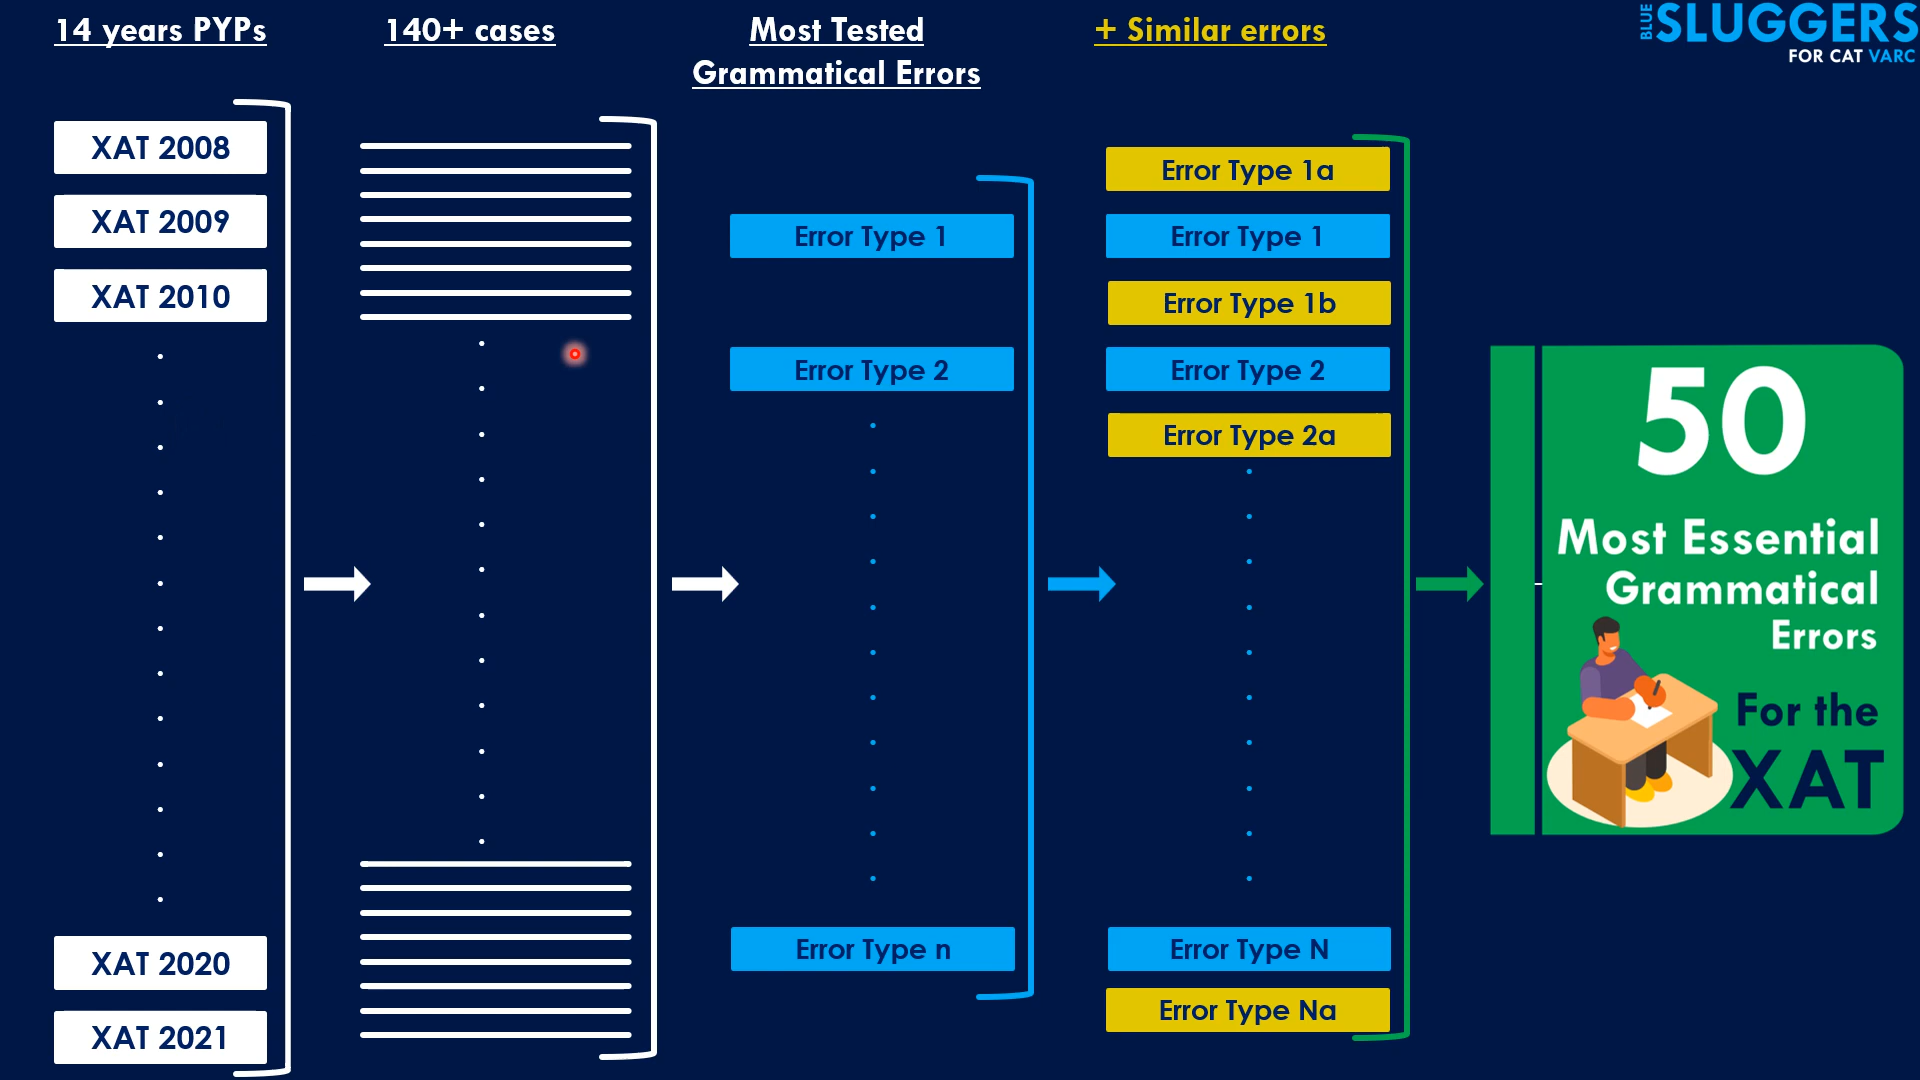 14 years PYPs
140+ cases
Most Tested
Grammatical Errors
+ Similar errors
BLUE
SLUGGERS
FOR CAT VARC
XAT 2008
XAT 2009
XAT 2010
XAT 2020
XAT 2021
Error Type 1
Error Type 2
Error Type n
Error Type 1a
Error Type 1
Error Type 1b
Error Type 2
Error Type 2a
Error Type N
Error Type Na
50
Most Essential
Grammatical
Errors
For the
XAT